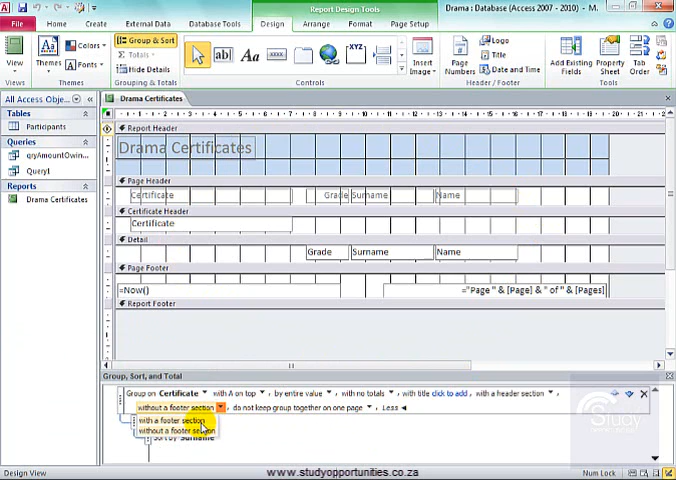 Report Design Tools
Drama : Database (Access 2007 - 2010) - M.
File
Home
Create
External Data
Database Tools
Design
Arrange
Format
Page Setup
View
Themes
Colors
Fonts
Group & Sort
Totals
Hide Details
ab|
Aa
XYZ
Insert
Image
Page
Numbers
Logo
Title
Date and Time
Add Existing
Fields
Property
Sheet
Tab
Order
Views
Themes
Grouping & Totals
Controls
Header / Footer
Tools
All Access Obje...
Tables
Participants
Queries
qryAmountOwin...
Query1
Reports
Drama Certificates
Drama Certificates
Report Header
Drama Certificates
Page Header
Certificate
Grade
Surname
Name
Certificate Header
Certificate
Detail
Grade
Surname
Name
Page Footer
=Now()
="Page " & [Page] & " of " & [Pages]
Report Footer
Group, Sort, and Total
Group on Certificate with A on top , by entire value , with no totals , with title click to add , with a header section ,
without a footer section , do not keep group together on one page , Less
with a footer section
without a footer section
Sort by Surname
Study
Design View
www.studyopportunities.co.za
Num Lock